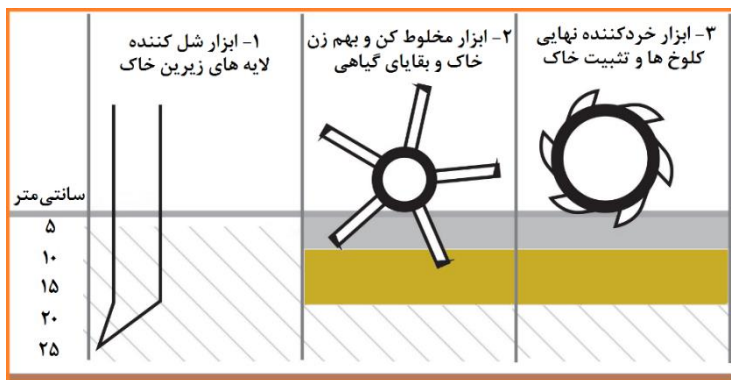 ۱- ابزار شل کننده
لایه های زیرین خاک
۲- ابزار مخلوط کن و بهم زن
خاک و بقایای گیاهی
۳- ابزار خردکننده نهایی
کلوخ ها و تثبیت خاک
سانتی‌متر
۵
۱۰
۱۵
۲۰
۲۵